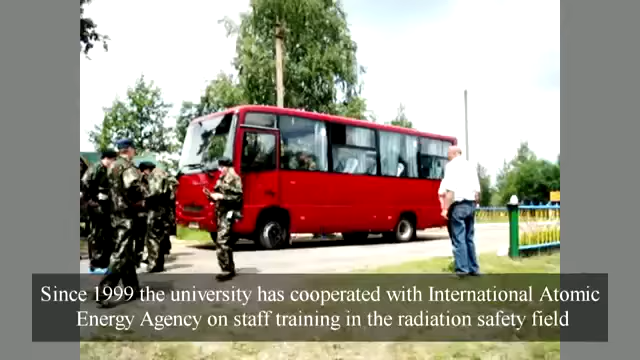 Since 1999 the university has cooperated with International Atomic
Energy Agency on staff training in the radiation safety field